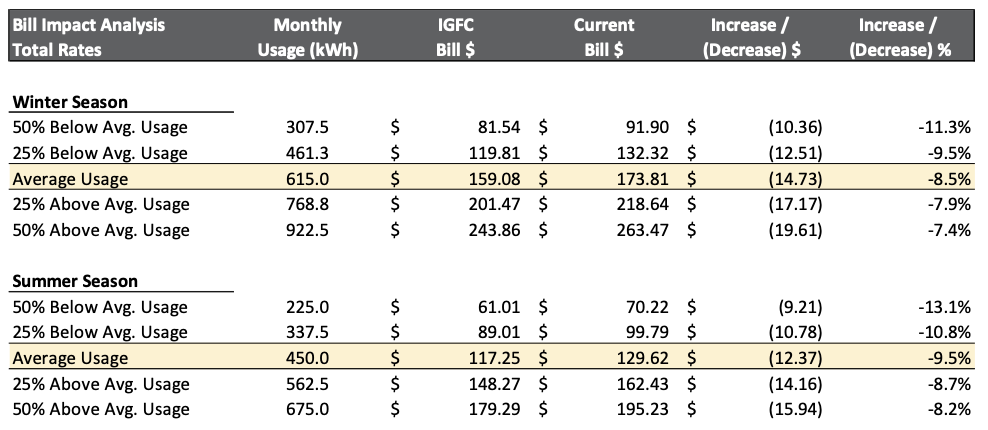 Bill Impact Analysis Monthly IGFC Current Increase / Increase /
Total Rates Usage (kWh) Bill $ Bill $ (Decrease) $ (Decrease) %
Winter Season
50% Below Avg. Usage 307.5 $ 81.54 $ 91.90 $ (10.36) -11.3%
25% Below Avg. Usage 461.3 $ 119.81 $ 132.32 $ (12.51) -9.5%
Average Usage 615.0 $ 159.08 $ 173.81 $ (14.73) -8.5%
25% Above Avg. Usage 768.8 $ 201.47 $ 218.64 $ (17.17) -7.9%
50% Above Avg. Usage 922.5 $ 243.86 $ 263.47 $ (19.61) -7.4%
Summer Season
50% Below Avg. Usage 225.0 $ 61.01 $ 70.22 $ (9.21) -13.1%
25% Below Avg. Usage 337.5 $ 89.01 $ 99.79 $ (10.78) -10.8%
Average Usage 450.0 $ 117.25 $ 129.62 $ (12.37) -9.5%
25% Above Avg. Usage 562.5 $ 148.27 $ 162.43 $ (14.16) -8.7%
50% Above Avg. Usage 675.0 $ 179.29 $ 195.23 $ (15.94) -8.2%